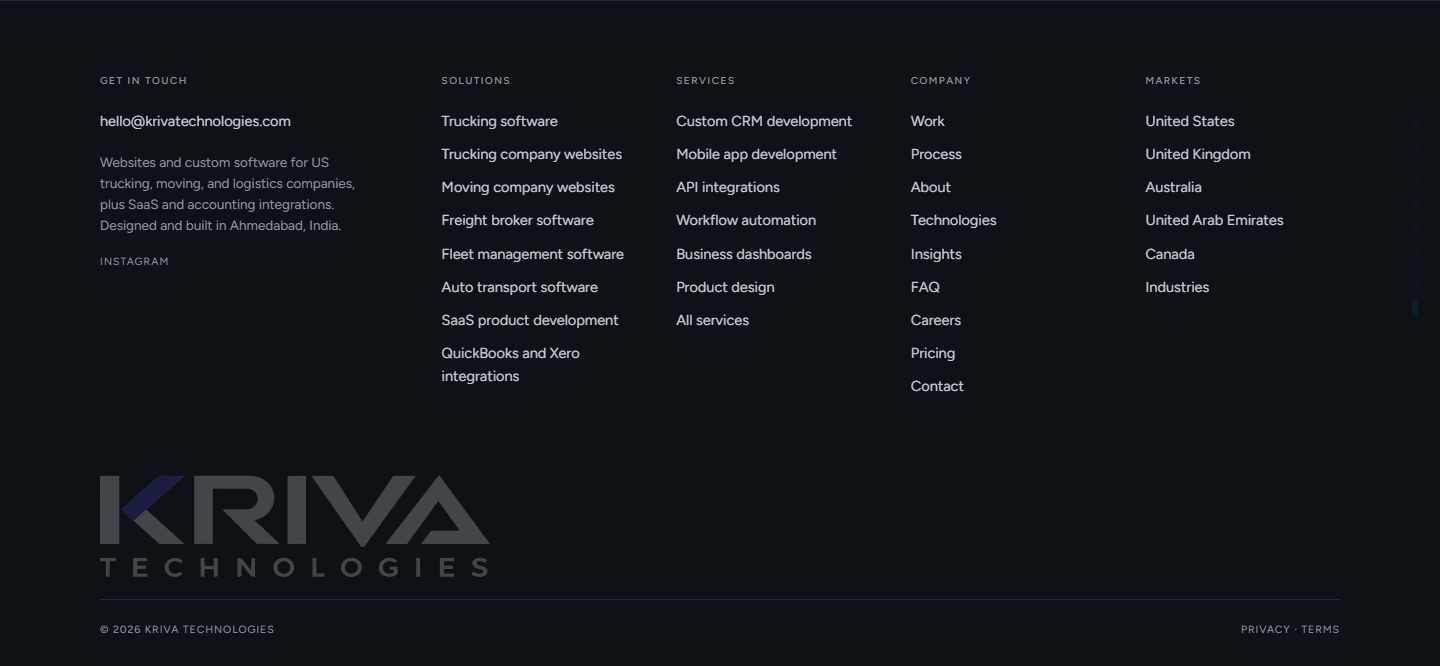 GET IN TOUCH
hello@krivatechnologies.com
Websites and custom software for US
trucking, moving, and logistics companies,
plus SaaS and accounting integrations.
Designed and built in Ahmedabad, India.
INSTAGRAM
SOLUTIONS
Trucking software
Trucking company websites
Moving company websites
Freight broker software
Fleet management software
Auto transport software
SaaS product development
QuickBooks and Xero
integrations
SERVICES
Custom CRM development
Mobile app development
API integrations
Workflow automation
Business dashboards
Product design
All services
COMPANY
Work
Process
About
Technologies
Insights
FAQ
Careers
Pricing
Contact
MARKETS
United States
United Kingdom
Australia
United Arab Emirates
Canada
Industries
KRIVA
TECHNOLOGIES
© 2026 KRIVA TECHNOLOGIES
PRIVACY · TERMS